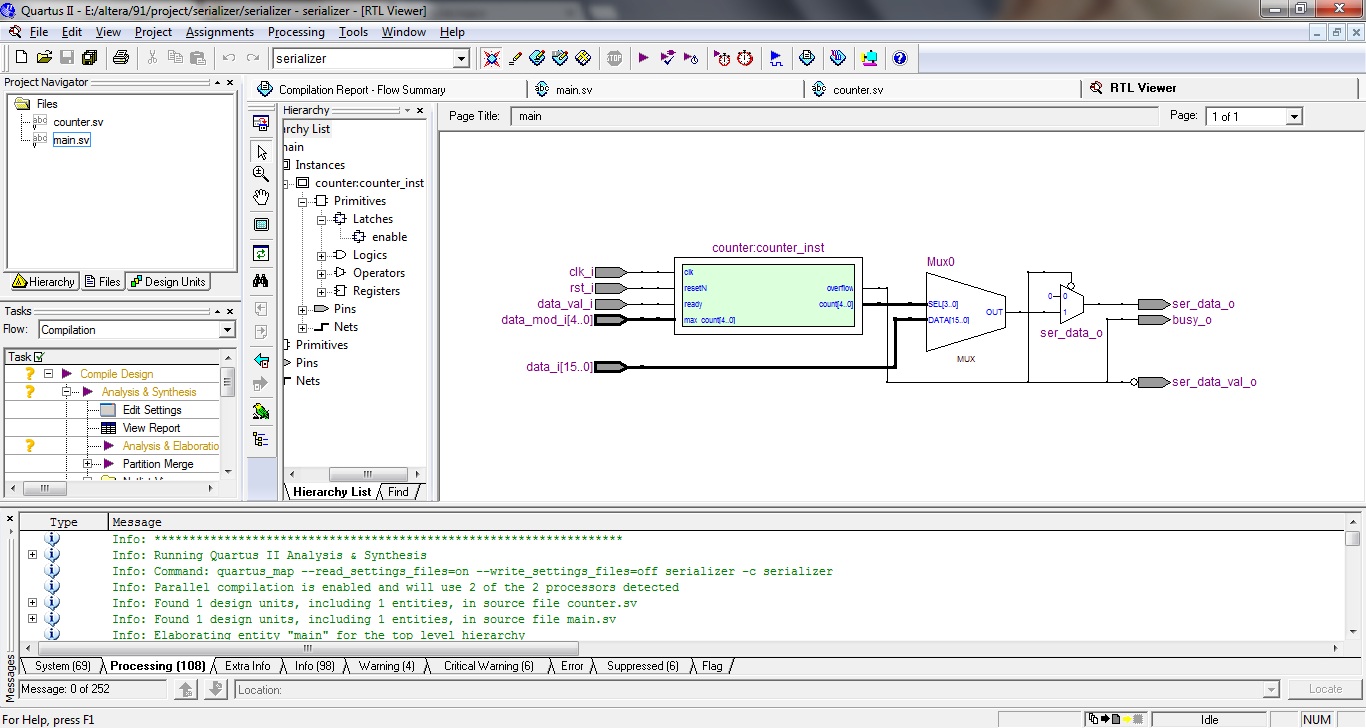 Quartus II - E:/altera/91/project/serializer/serializer - serializer - [RTL Viewer]
File Edit View Project Assignments Processing Tools Window Help
serializer
STOP
Project Navigator
Files
counter.sv
main.sv
Hierarchy Files Design Units
Tasks
Flow: Compilation
Task
Compile Design
Analysis & Synthesis
Edit Settings
View Report
Analysis & Elaboratio
Partition Merge
Compilation Report - Flow Summary
main.sv
counter.sv
RTL Viewer
Hierarchy
archy List
main
Instances
counter:counter_inst
Primitives
Latches
enable
Logics
Operators
Registers
Pins
Nets
Primitives
Pins
Nets
Hierarchy List Find
Page Title: main
Page: 1 of 1
counter:counter_inst
clk_i
rst_i
data_val_i
data_mod_i[4..0]
data_i[15..0]
clk
resetN
ready
max_count[4..0]
overflow
count[4..0]
Mux0
SEL[3..0]
DATA[15..0]
OUT
MUX
0
0
1
ser_data_o
ser_data_o
busy_o
ser_data_val_o
Type Message
Info: *******************************************************************
Info: Running Quartus II Analysis & Synthesis
Info: Command: quartus_map --read_settings_files=on --write_settings_files=off serializer -c serializer
Info: Parallel compilation is enabled and will use 2 of the 2 processors detected
Info: Found 1 design units, including 1 entities, in source file counter.sv
Info: Found 1 design units, including 1 entities, in source file main.sv
Info: Elaborating entity "main" for the top level hierarchy
System (69) Processing (108) Extra Info Info (98) Warning (4) Critical Warning (6) Error Suppressed (6) Flag
Messages
Message: 0 of 252
Location:
Locate
For Help, press F1
Idle
NUM